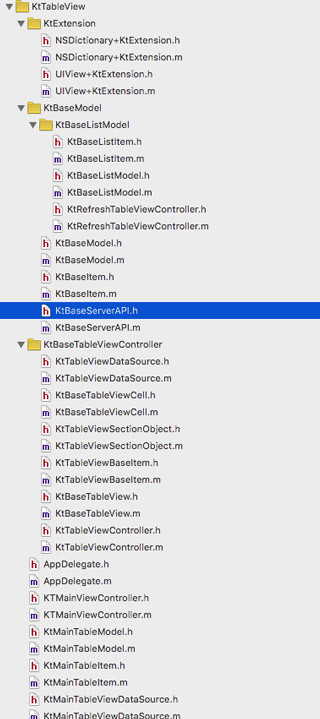 KtTableView
KtExtension
h NSDictionary+KtExtension.h
m NSDictionary+KtExtension.m
h UIView+KtExtension.h
m UIView+KtExtension.m
KtBaseModel
KtBaseListModel
h KtBaseListItem.h
m KtBaseListItem.m
h KtBaseListModel.h
m KtBaseListModel.m
h KtRefreshTableViewController.h
m KtRefreshTableViewController.m
h KtBaseModel.h
m KtBaseModel.m
h KtBaseItem.h
m KtBaseItem.m
h KtBaseServerAPI.h
m KtBaseServerAPI.m
KtBaseTableViewController
h KtTableViewDataSource.h
m KtTableViewDataSource.m
h KtBaseTableViewCell.h
m KtBaseTableViewCell.m
h KtTableViewSectionObject.h
m KtTableViewSectionObject.m
h KtTableViewBaseItem.h
m KtTableViewBaseItem.m
h KtBaseTableView.h
m KtBaseTableView.m
h KtTableViewController.h
m KtTableViewController.m
h AppDelegate.h
m AppDelegate.m
h KTMainViewController.h
m KTMainViewController.m
h KtMainTableModel.h
m KtMainTableModel.m
h KtMainTableItem.h
m KtMainTableItem.m
h KtMainTableViewDataSource.h
m KtMainTableViewDataSource.m